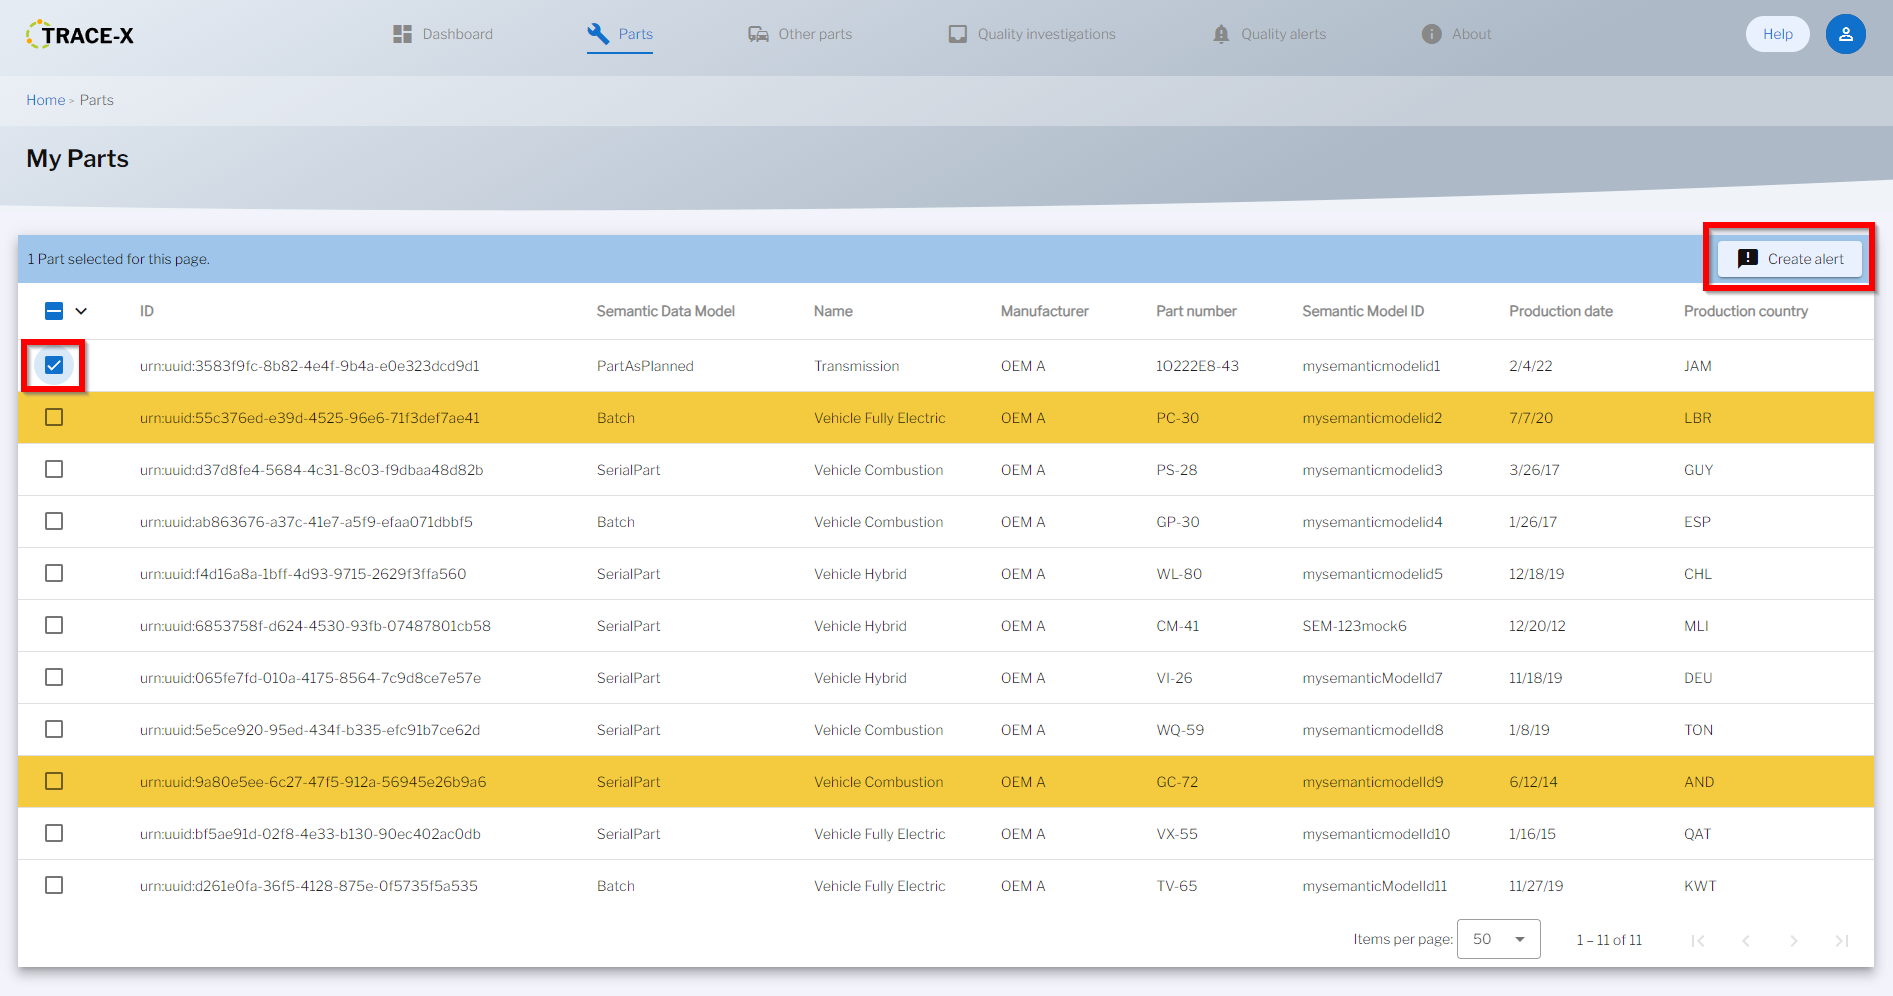 TRACE-X Dashboard Parts Other parts Quality investigations Quality alerts About Help
Home > Parts
My Parts
1 Part selected for this page. Create alert
ID Semantic Data Model Name Manufacturer Part number Semantic Model ID Production date Production country
urn:uuid:3583f9fc-8b82-4e4f-9b4a-e0e323dcd9d1 PartAsPlanned Transmission OEM A 1O222E8-43 mysemanticmodelid1 2/4/22 JAM
urn:uuid:55c376ed-e39d-4525-96e6-71f3def7ae41 Batch Vehicle Fully Electric OEM A PC-30 mysemanticmodelid2 7/7/20 LBR
urn:uuid:d37d8fe4-5684-4c31-8c03-f9dbaa48d82b SerialPart Vehicle Combustion OEM A PS-28 mysemanticmodelid3 3/26/17 GUY
urn:uuid:ab863676-a37c-41e7-a5f9-efaa071dbbf5 Batch Vehicle Combustion OEM A GP-30 mysemanticmodelid4 1/26/17 ESP
urn:uuid:f4d16a8a-1bff-4d93-9715-2629f3ffa560 SerialPart Vehicle Hybrid OEM A WL-80 mysemanticmodelid5 12/18/19 CHL
urn:uuid:6853758f-d624-4530-93fb-07487801cb58 SerialPart Vehicle Hybrid OEM A CM-41 SEM-123mock6 12/20/12 MLI
urn:uuid:065fe7fd-010a-4175-8564-7c9d8ce7e57e SerialPart Vehicle Hybrid OEM A VI-26 mysemanticModelId7 11/18/19 DEU
urn:uuid:5e5ce920-95ed-434f-b335-efc91b7ce62d SerialPart Vehicle Combustion OEM A WQ-59 mysemanticmodelId8 1/8/19 TON
urn:uuid:9a80e5ee-6c27-47f5-912a-56945e26b9a6 SerialPart Vehicle Combustion OEM A GC-72 mysemanticmodelId9 6/12/14 AND
urn:uuid:bf5ae91d-02f8-4e33-b130-90ec402ac0db SerialPart Vehicle Fully Electric OEM A VX-55 mysemanticmodelId10 1/16/15 QAT
urn:uuid:d261e0fa-36f5-4128-875e-0f5735f5a535 Batch Vehicle Fully Electric OEM A TV-65 mysemanticModelId11 11/27/19 KWT
Items per page: 50 1 – 11 of 11